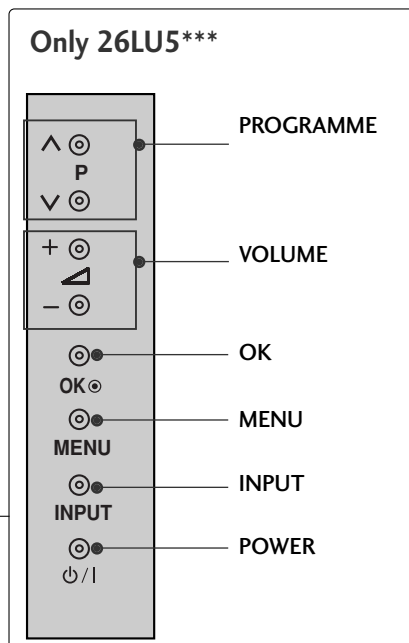 Only 26LU5***
PROGRAMME
P
+
VOLUME
−
OK
OK
MENU
MENU
INPUT
INPUT
POWER
/I